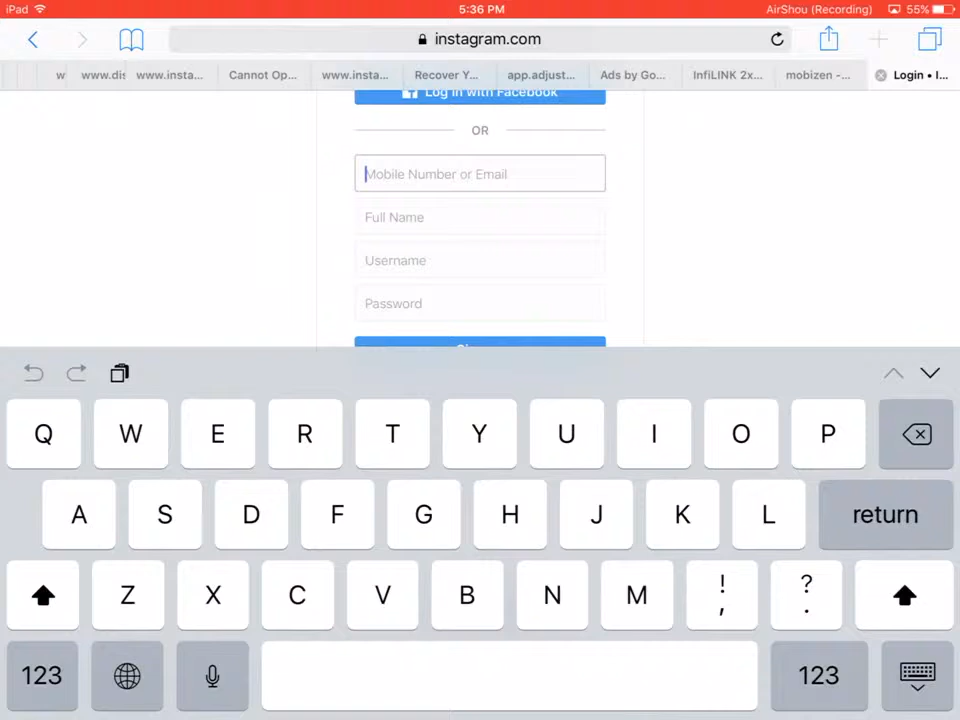 iPad 5:36 PM AirShou (Recording) 55%
instagram.com
w www.dis www.insta... Cannot Op... www.insta... Recover Y... app.adjust... Ads by Go... InfiLINK 2x... mobizen -... Login • I...
Log in with Facebook
OR
Mobile Number or Email
Full Name
Username
Password
Q W E R T Y U I O P
A S D F G H J K L return
Z X C V B N M ! , ? .
123 123